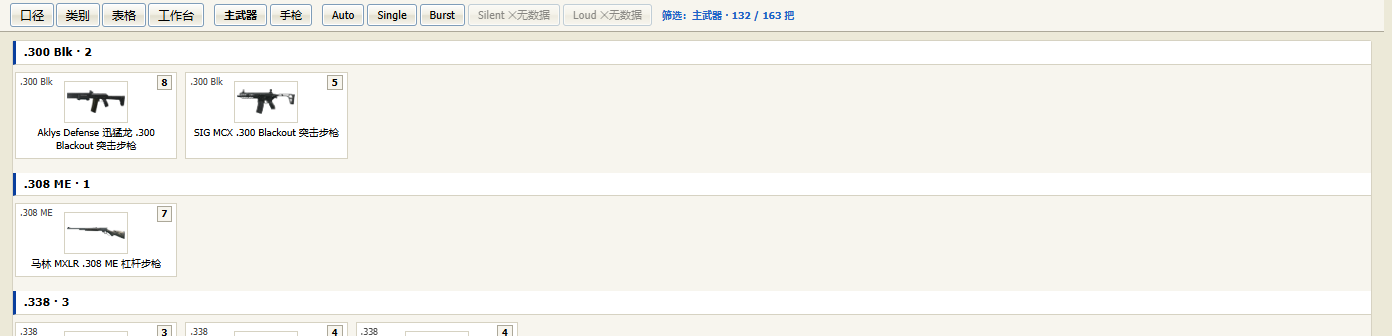 口径 类别 表格 工作台 主武器 手枪 Auto Single Burst Silent ╳无数据 Loud ╳无数据 筛选：主武器 · 132 / 163 把
.300 Blk · 2
.300 Blk 8 .300 Blk 5
Aklys Defense 迅猛龙 .300 SIG MCX .300 Blackout 突击步枪
Blackout 突击步枪
.308 ME · 1
.308 ME 7
马林 MXLR .308 ME 杠杆步枪
.338 · 3
.338 3 .338 4 .338 4